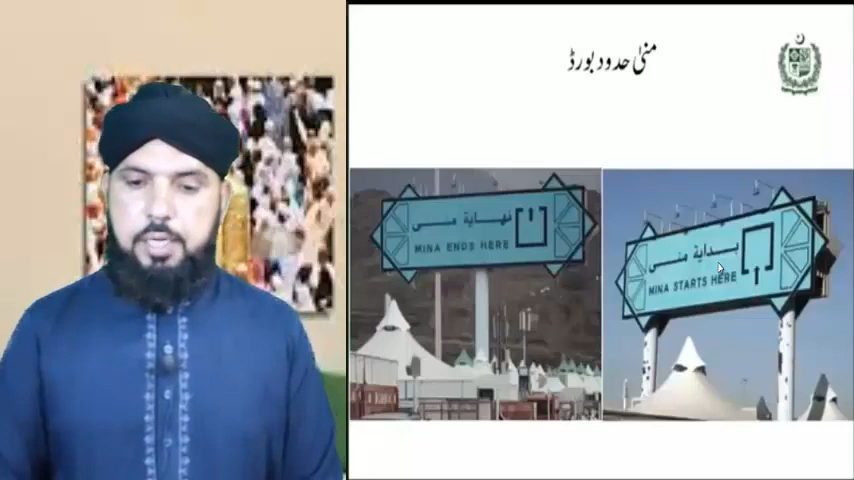 منیٰ حدود بورڈ
نهاية منى
MINA ENDS HERE
بداية منى
MINA STARTS HERE